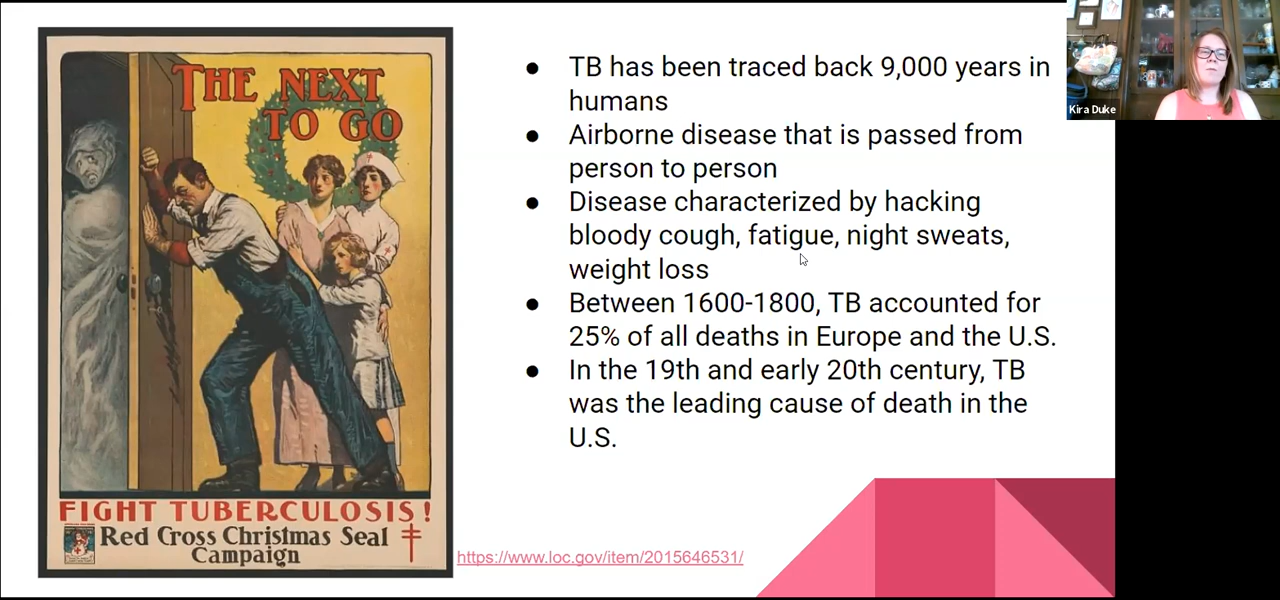 THE NEXT
TO GO
FIGHT TUBERCULOSIS!
Red Cross Christmas Seal
Campaign
● TB has been traced back 9,000 years in
humans
● Airborne disease that is passed from
person to person
● Disease characterized by hacking
bloody cough, fatigue, night sweats,
weight loss
● Between 1600-1800, TB accounted for
25% of all deaths in Europe and the U.S.
● In the 19th and early 20th century, TB
was the leading cause of death in the
U.S.
https://www.loc.gov/item/2015646531/
Kira Duke